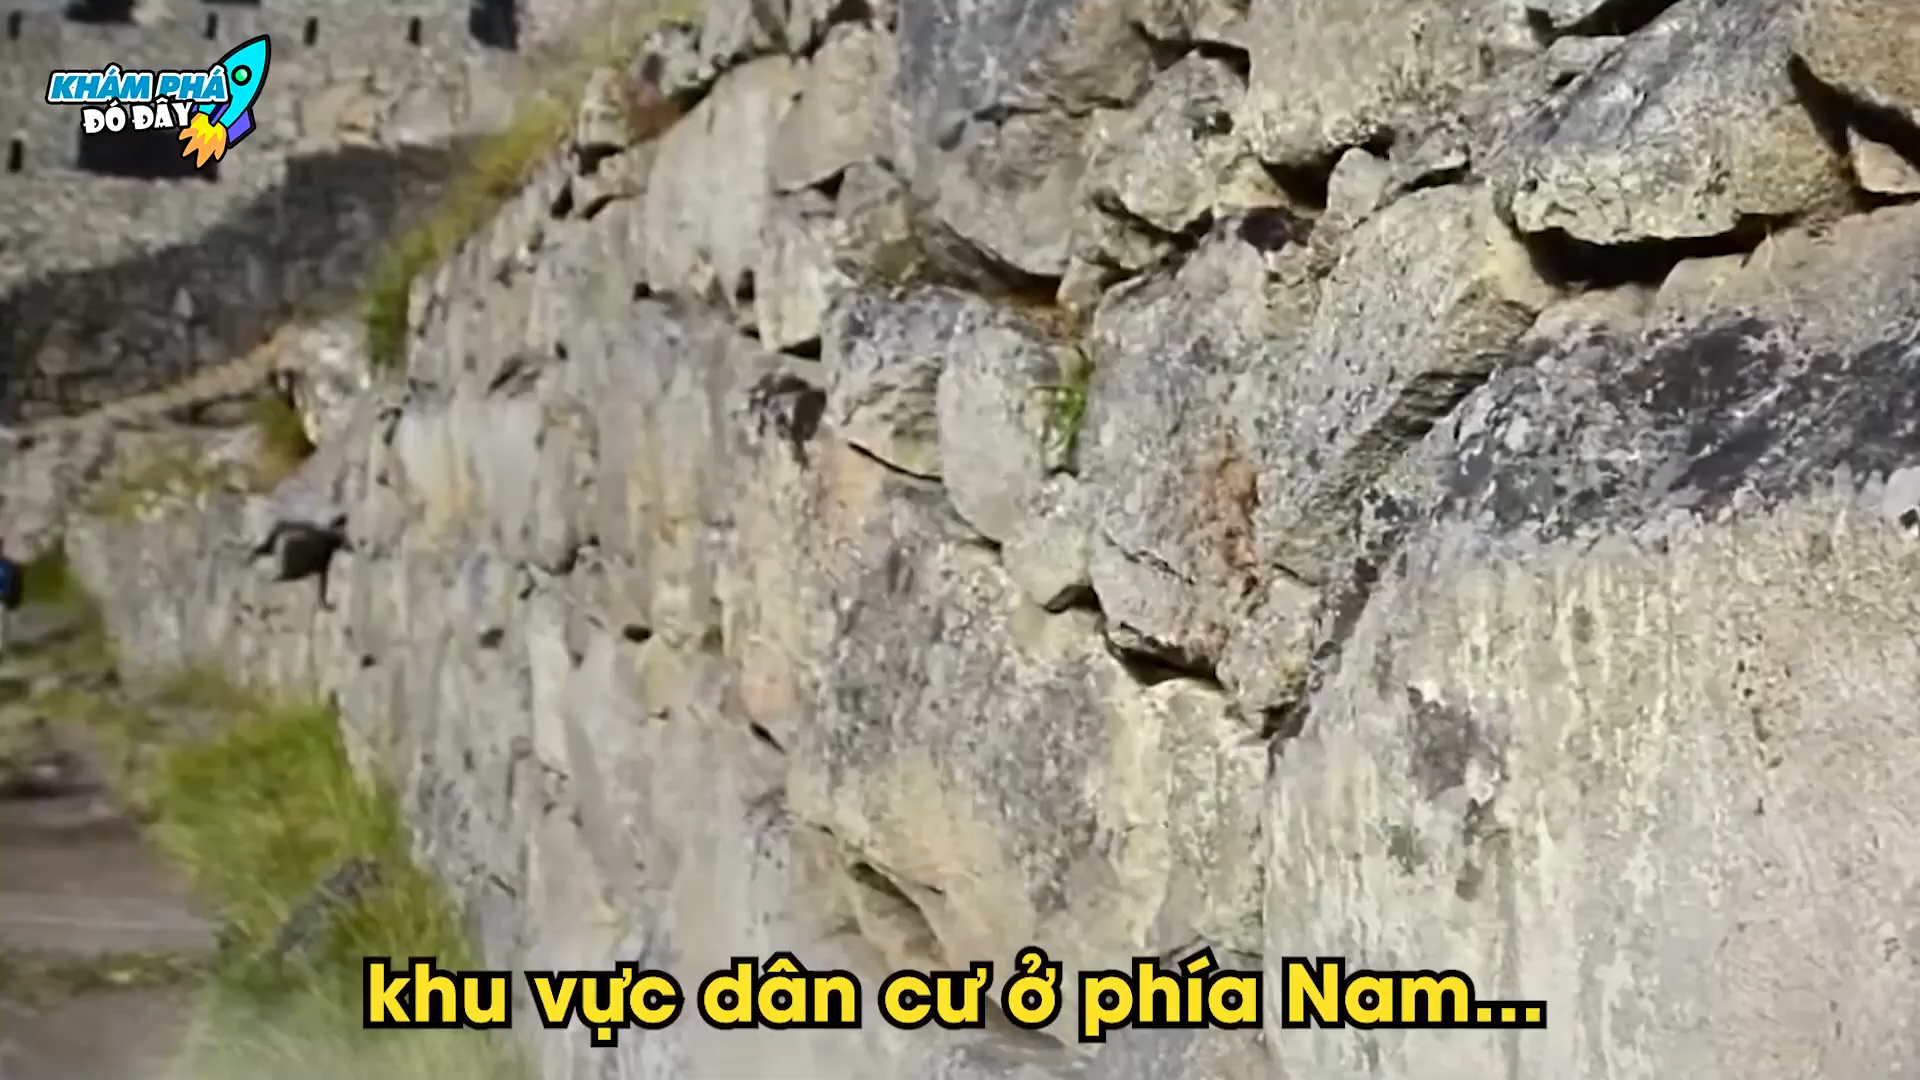 KHÁM PHÁ
ĐÓ ĐÂY
khu vực dân cư ở phía Nam...